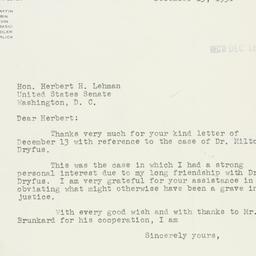 Hon. Herbert H. Lehman
United States Senate
Washington, D. C.
Dear Herbert:
Thanks very much for your kind letter of
December 13 with reference to the case of Dr. Milto
Dryfus.
This was the case in which I had a strong
personal interest due to my long friendship with Dr
Dryfus. I am very grateful for your assistance in
obviating what might otherwise have been a grave in
justice.
With every good wish and with thanks to Mr.
Brunkard for his cooperation, I am
Sincerely yours,